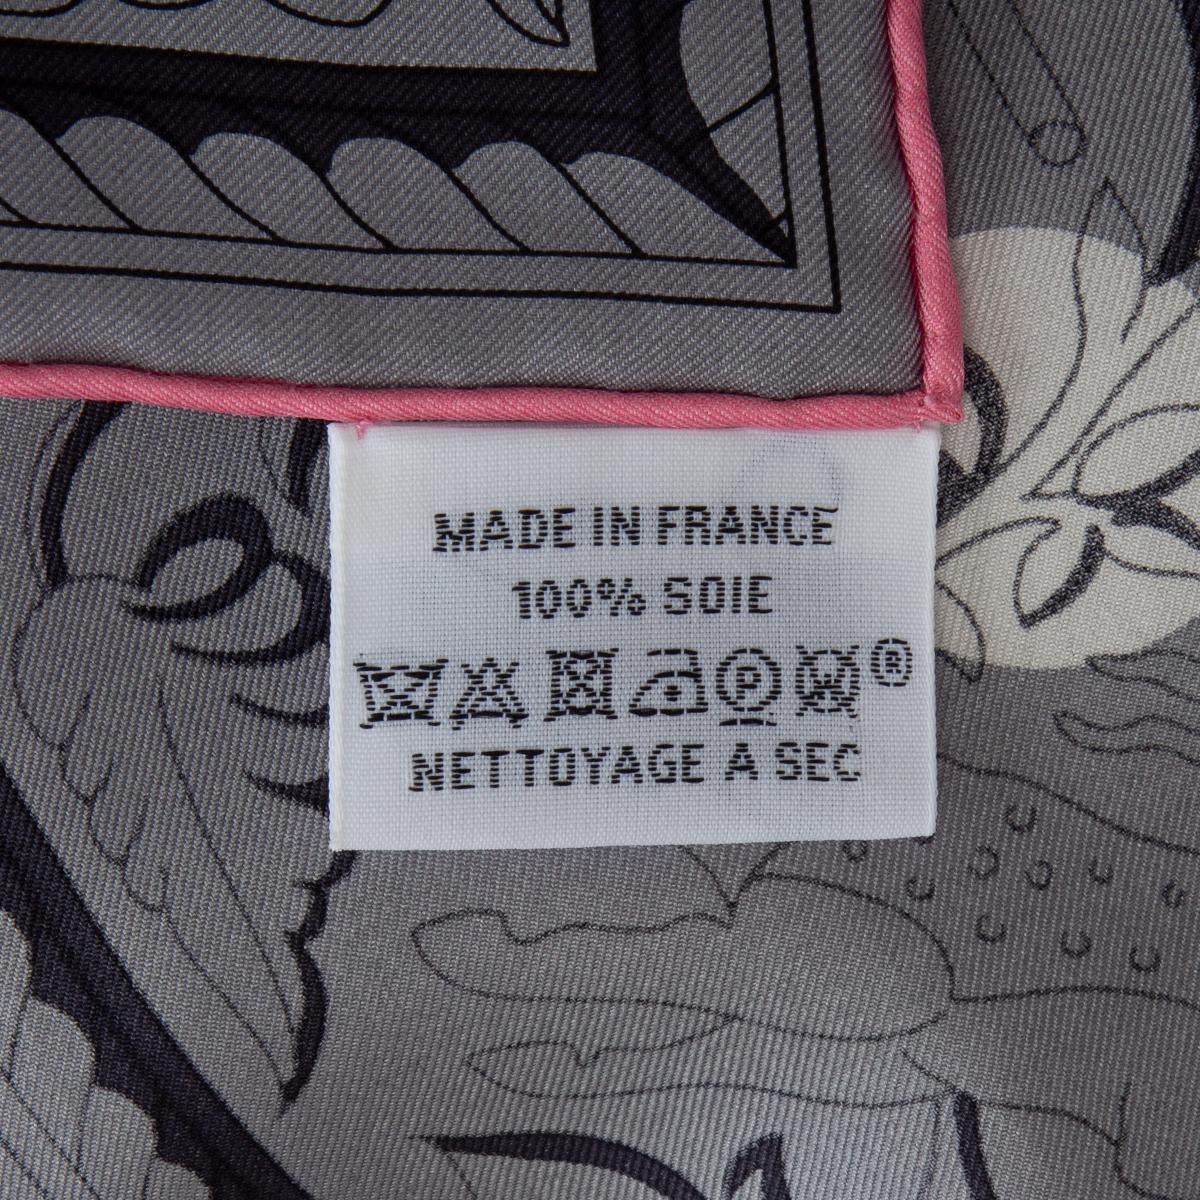 MADE IN FRANCE
100% SOIE
P ®
NETTOYAGE A SEC